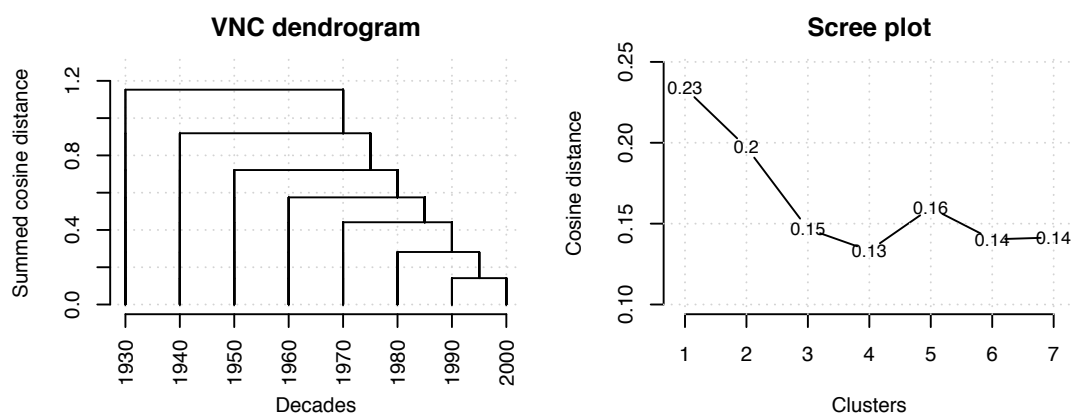 VNC dendrogram
Summed cosine distance
1.2
0.8
0.4
0.0
1930 1940 1950 1960 1970 1980 1990 2000
Decades
Scree plot
Cosine distance
0.25
0.20
0.15
0.10
0.23
0.2
0.15
0.13
0.16
0.14
0.14
1 2 3 4 5 6 7
Clusters